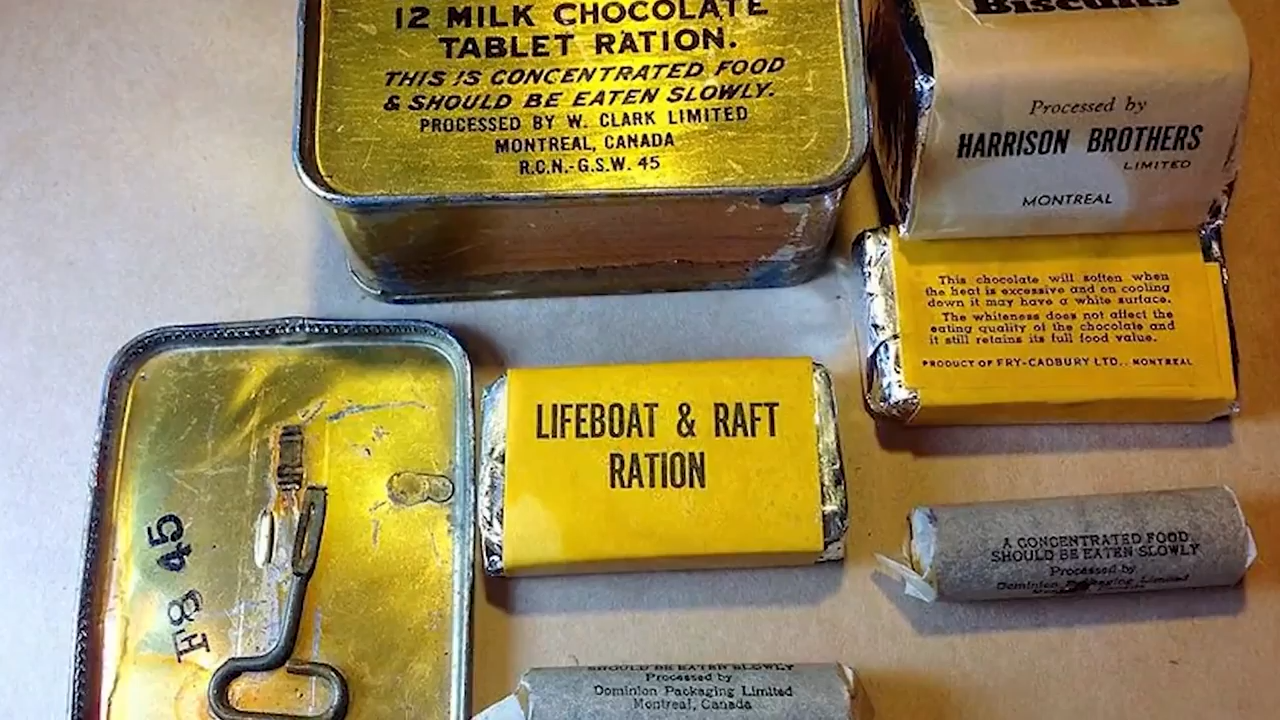 12 MILK CHOCOLATE
TABLET RATION.
THIS IS CONCENTRATED FOOD
& SHOULD BE EATEN SLOWLY.
PROCESSED BY W. CLARK LIMITED
MONTREAL, CANADA
R.C.N.-G.S.W. 45
Biscuits
Processed by
HARRISON BROTHERS
LIMITED
MONTREAL
This chocolate will soften when
the heat is excessive and on cooling
down it may have a white surface.
The whiteness does not affect the
eating quality of the chocolate and
it still retains its full food value.
PRODUCT OF FRY-CADBURY LTD., MONTREAL
LIFEBOAT & RAFT
RATION
F8 45
A CONCENTRATED FOOD
SHOULD BE EATEN SLOWLY
Processed by
Dominion Packaging Limited
SHOULD BE EATEN SLOWLY
Processed by
Dominion Packaging Limited
Montreal, Canada